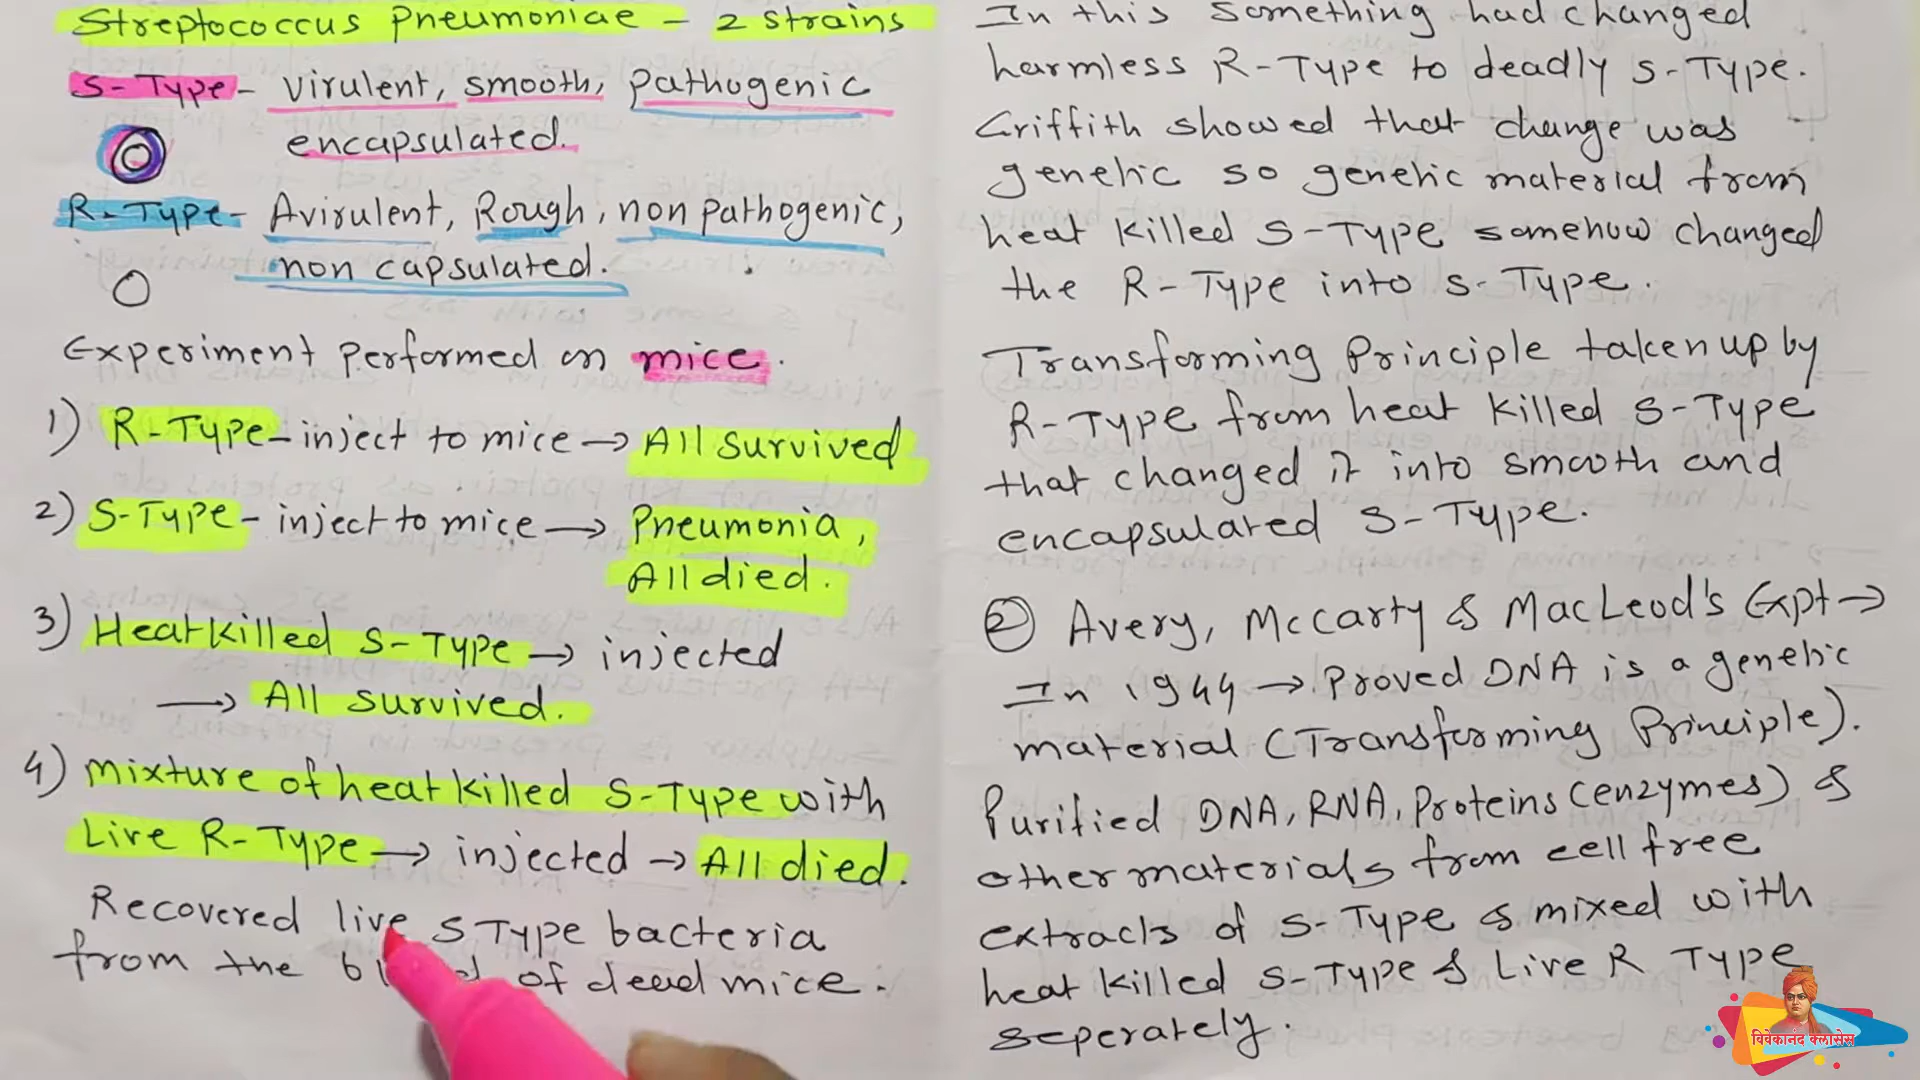 Streptococcus Pneumoniae - 2 strains
S-Type - virulent, smooth, pathogenic
encapsulated.
R-Type - Avirulent, Rough, non pathogenic,
non capsulated.
Experiment Performed on mice.
1) R-Type - inject to mice → All survived
2) S-Type - inject to mice → Pneumonia,
All died.
3) Heat killed S-Type → injected
→ All survived.
4) mixture of heat killed S-Type with
Live R-Type → injected → All died.
Recovered live S Type bacteria
from the of dead mice.
In this something had changed
harmless R-Type to deadly S-Type.
Griffith showed that change was
genetic so genetic material from
heat killed S-Type somehow changed
the R-Type into S-Type.
Transforming Principle taken up by
R-Type from heat killed S-Type
that changed it into smooth and
encapsulated S-Type.
② Avery, McCarty & MacLeod's Expt →
In 1944 → Proved DNA is a genetic
material (Transforming Principle).
Purified DNA, RNA, Proteins (enzymes) &
other materials from cell free
extracts of S-Type & mixed with
heat killed S-Type & Live R Type
seperately.
विवेकानंद क्लासेस